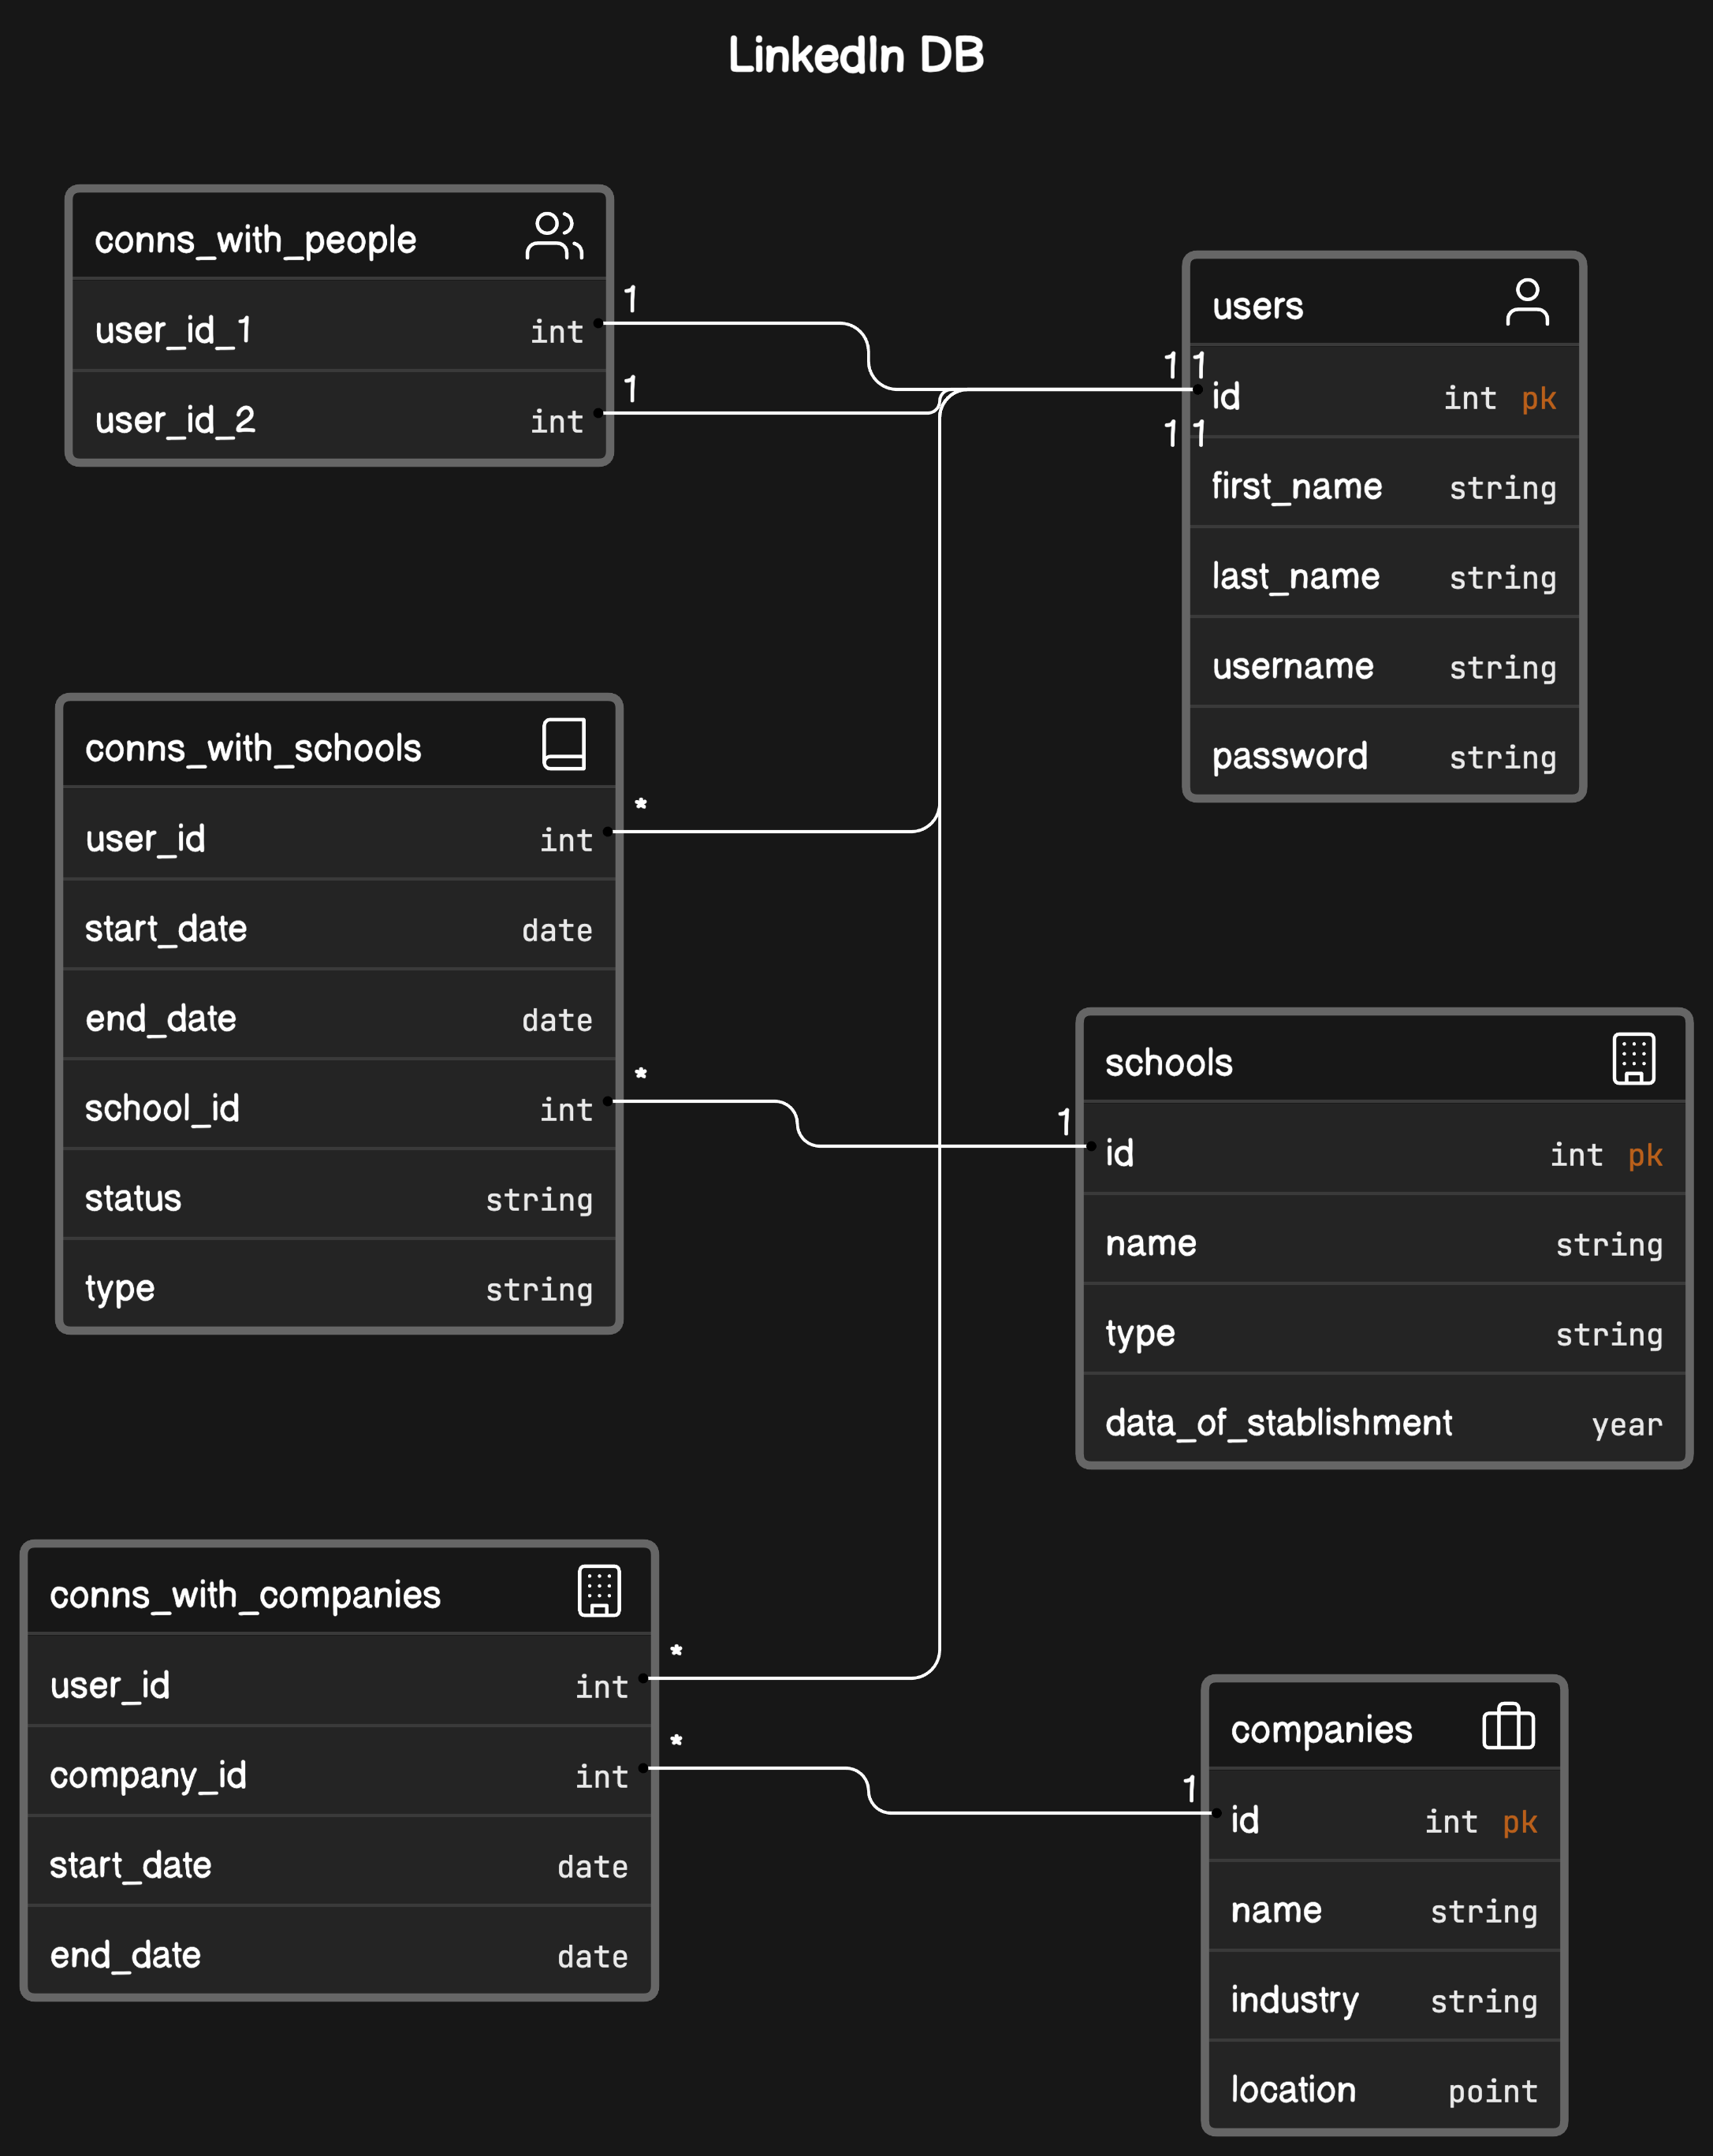 LinkedIn DB
conns_with_people
user_id_1 int
user_id_2 int
1
1
users
id int pk
first_name string
last_name string
username string
password string
1 1
1 1
conns_with_schools
user_id int
start_date date
end_date date
school_id int
status string
type string
*
*
schools
id int pk
name string
type string
data_of_stablishment year
1
conns_with_companies
user_id int
company_id int
start_date date
end_date date
*
*
companies
id int pk
name string
industry string
location point
1